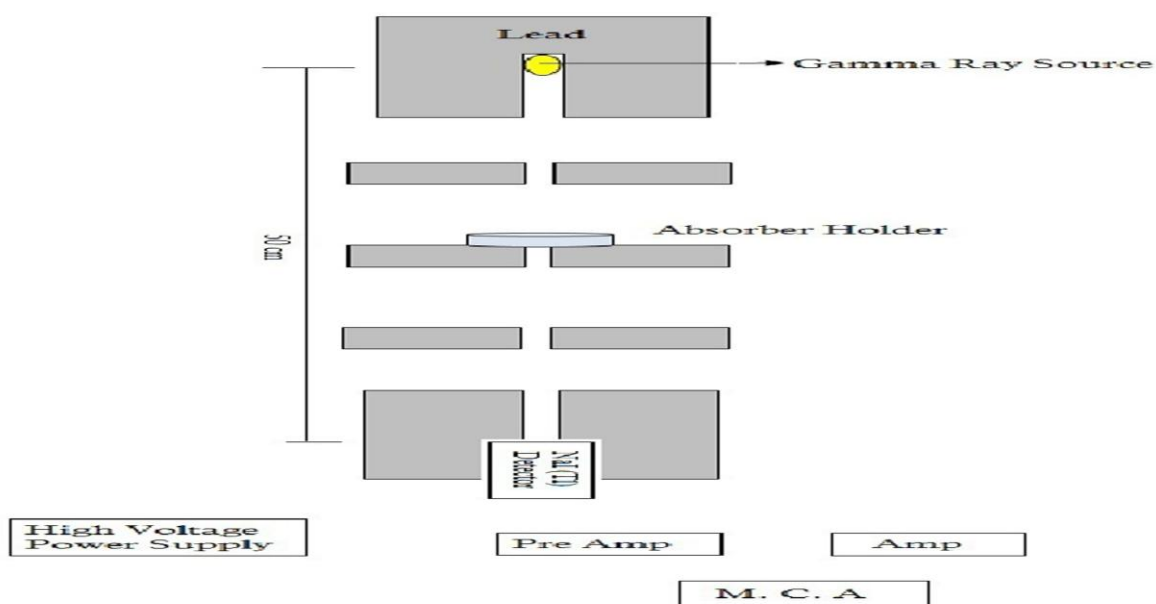 Lead
Gamma Ray Source
Absorber Holder
50 cm
NaI (Tl)
Detector
High Voltage
Power Supply
Pre Amp
Amp
M. C. A